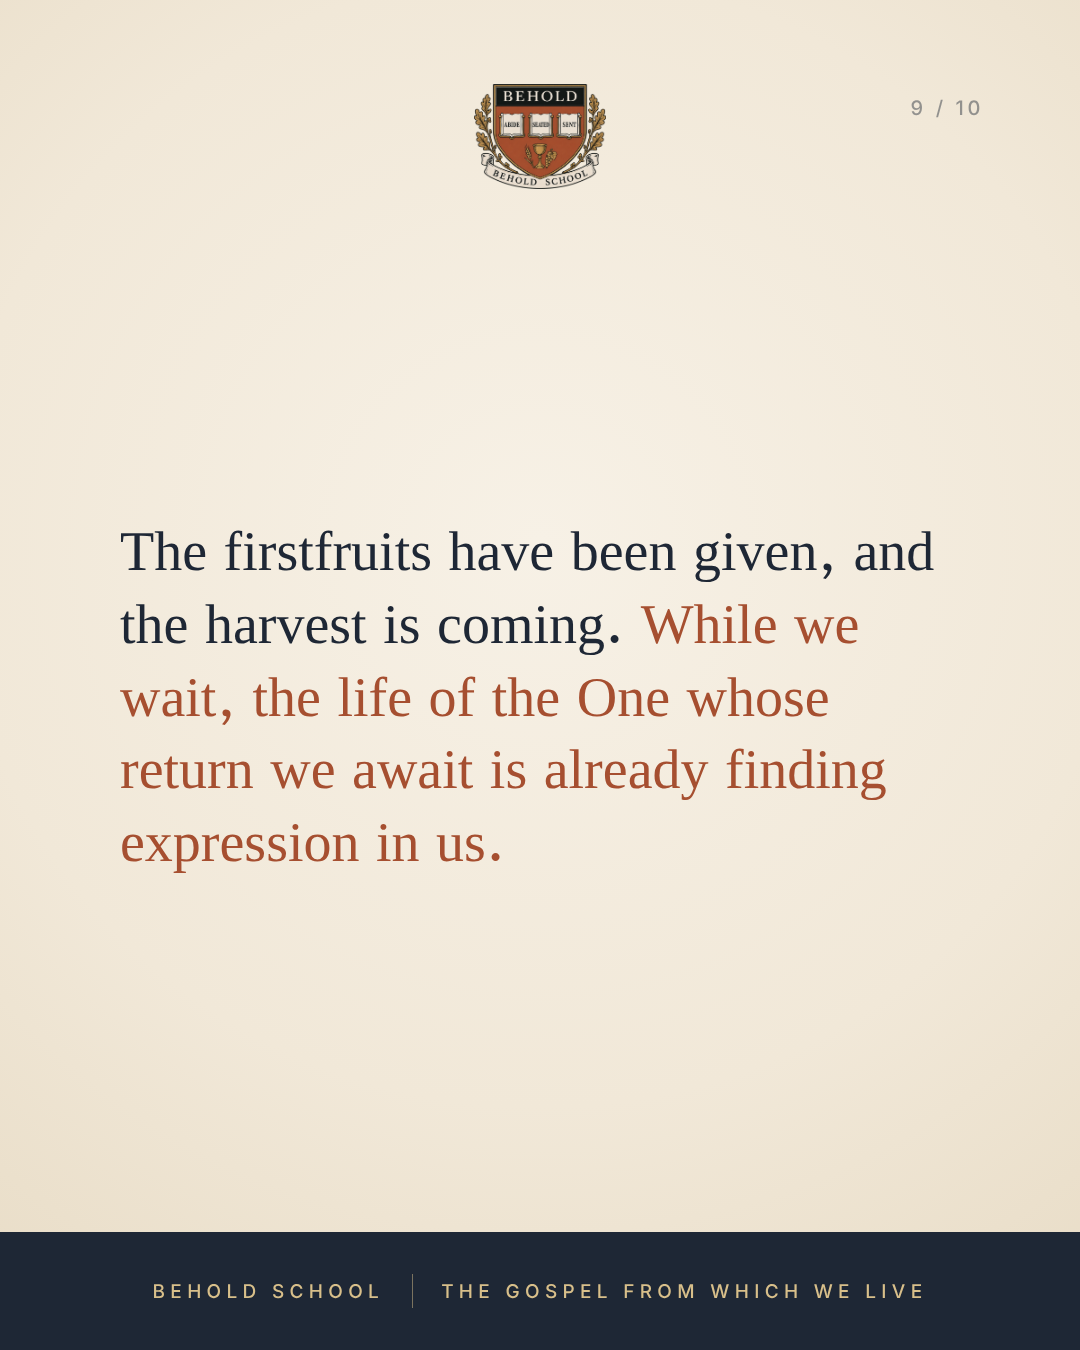 BEHOLD
ABIDE SEATED SENT
BEHOLD SCHOOL
9 / 10
The firstfruits have been given, and
the harvest is coming. While we
wait, the life of the One whose
return we await is already finding
expression in us.
BEHOLD SCHOOL | THE GOSPEL FROM WHICH WE LIVE